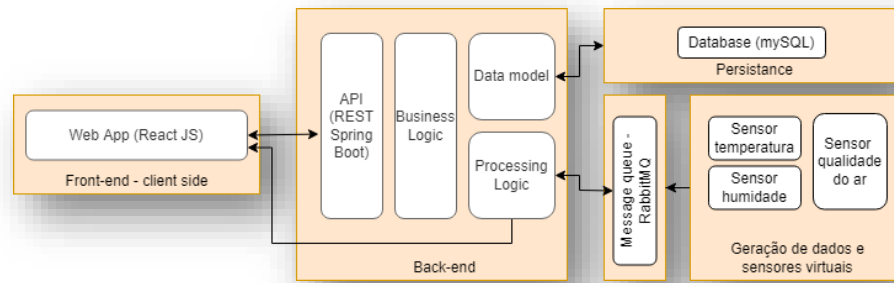 Web App (React JS)
Front-end - client side
API
(REST
Spring
Boot)
Business
Logic
Data model
Processing
Logic
Back-end
Database (mySQL)
Persistance
Message queue -
RabbitMQ
Sensor
temperatura
Sensor
humidade
Sensor
qualidade
do ar
Geração de dados e
sensores virtuais